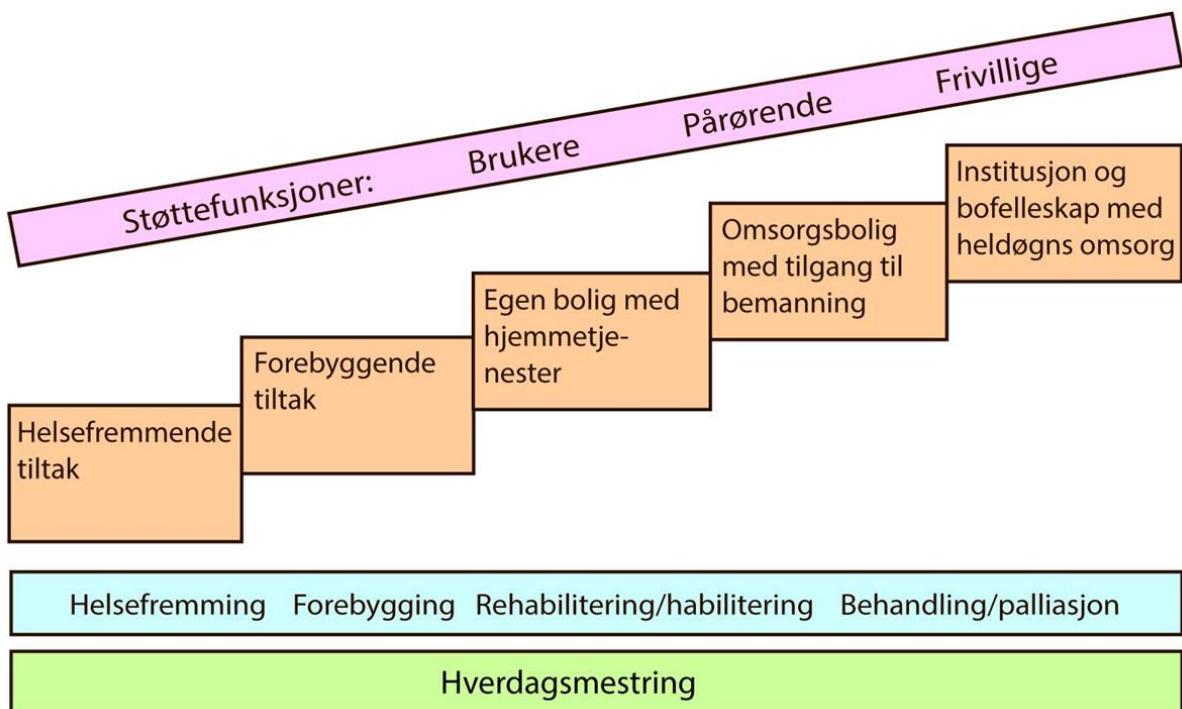 Støttefunksjoner: Brukere Pårørende Frivillige
Helsefremmende
tiltak
Forebyggende
tiltak
Egen bolig med
hjemmetje-
nester
Omsorgsbolig
med tilgang til
bemanning
Institusjon og
bofelleskap med
heldøgns omsorg
Helsefremming Forebygging Rehabilitering/habilitering Behandling/palliasjon
Hverdagsmestring